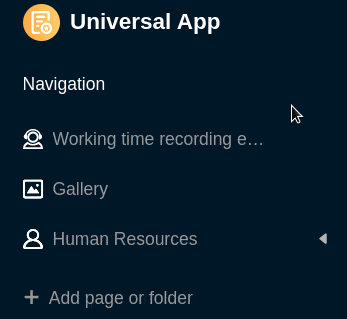 Universal App
Navigation
Working time recording e…
Gallery
Human Resources
Add page or folder